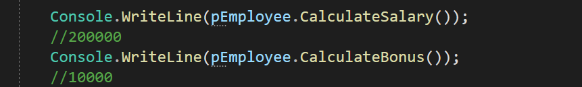 Console.WriteLine(pEmployee.CalculateSalary());
//200000
Console.WriteLine(pEmployee.CalculateBonus());
//10000